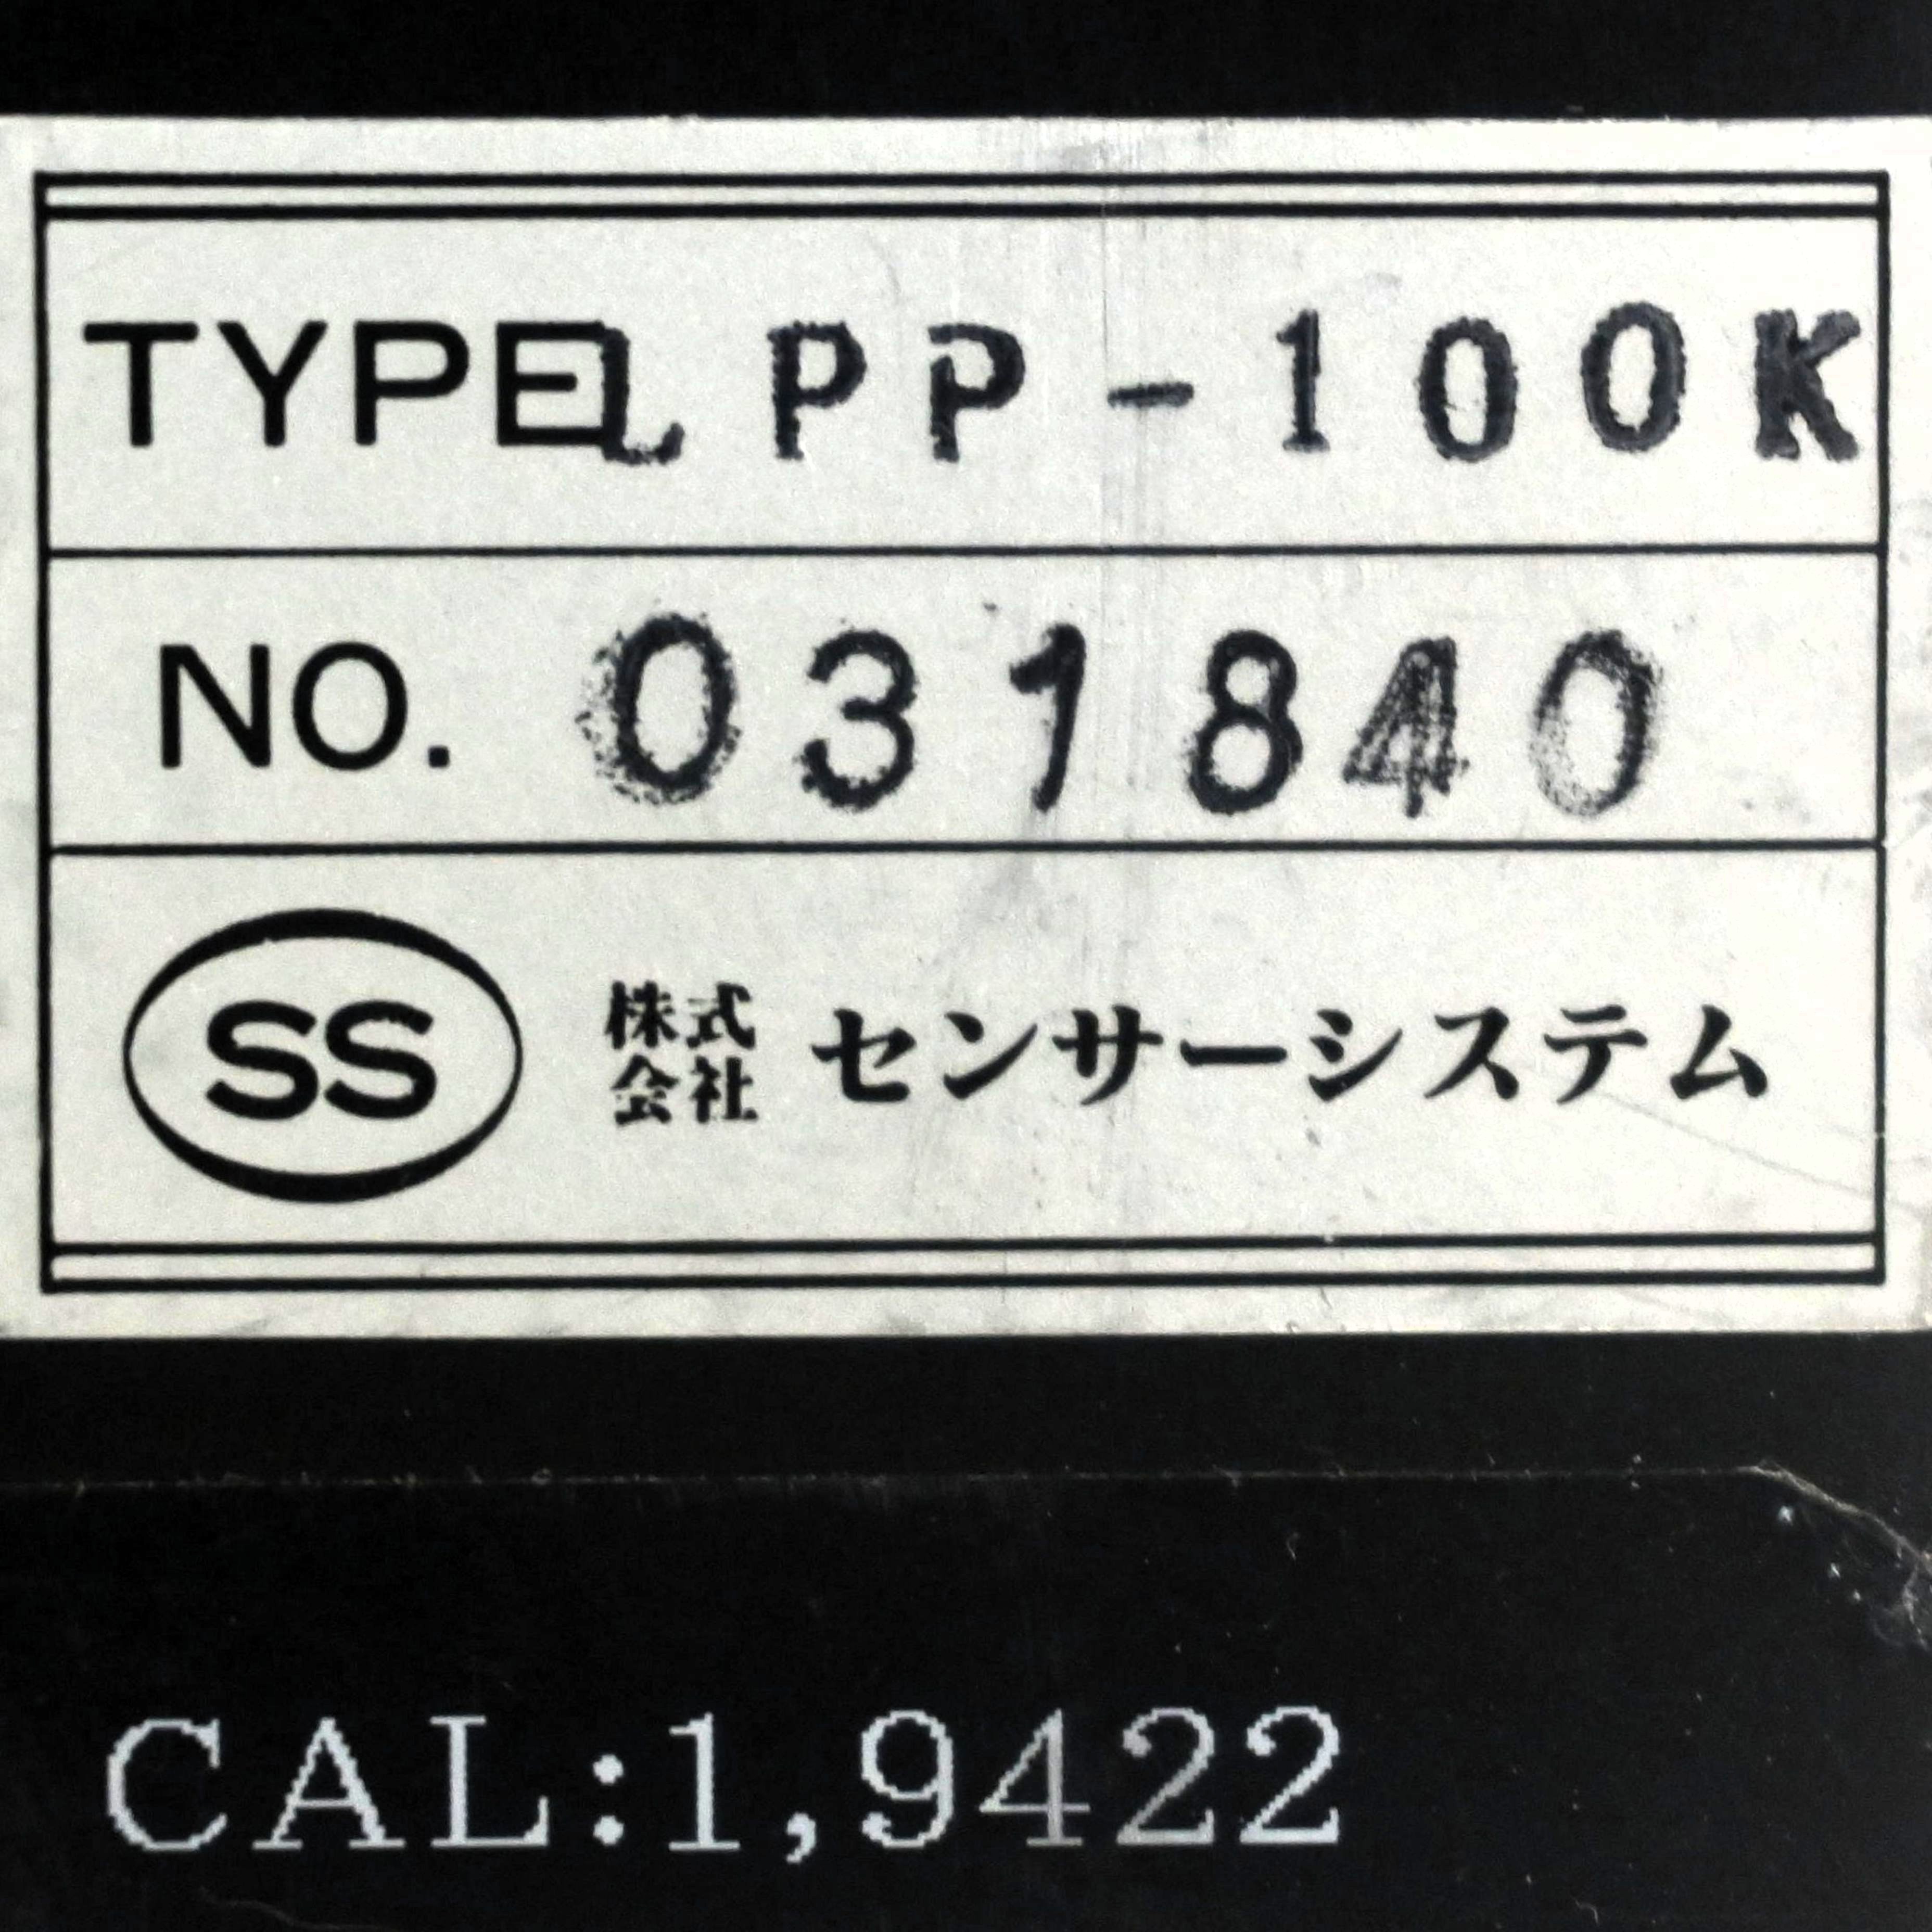 TYPE LPP-100K
NO. 031840
SS 株式会社 センサーシステム
CAL:1,9422